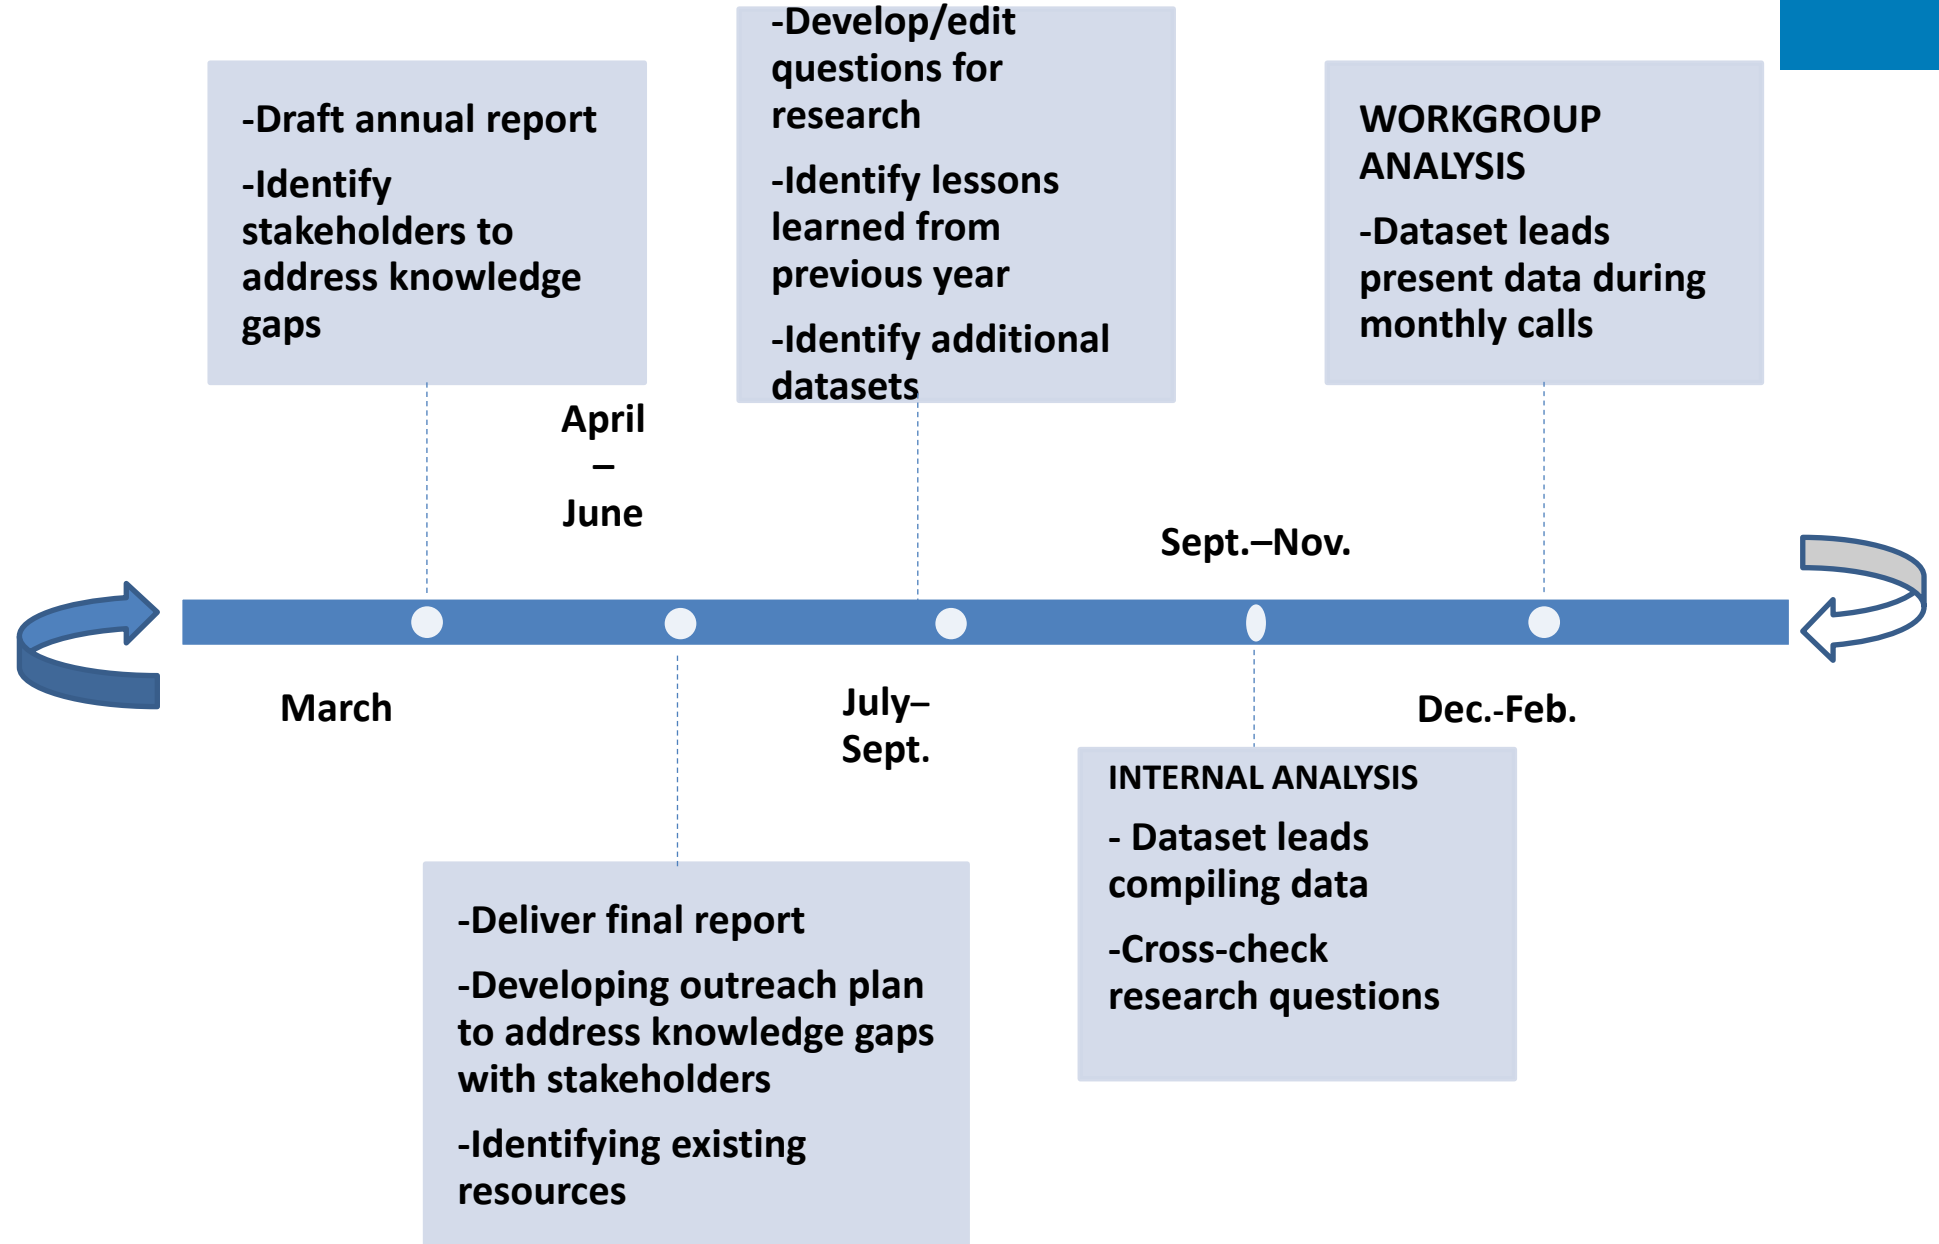 -Draft annual report
-Identify
stakeholders to
address knowledge
gaps
April
–
June
-Develop/edit
questions for
research
-Identify lessons
learned from
previous year
-Identify additional
datasets
Sept.–Nov.
WORKGROUP
ANALYSIS
-Dataset leads
present data during
monthly calls
March
-Deliver final report
-Developing outreach plan
to address knowledge gaps
with stakeholders
-Identifying existing
resources
July–
Sept.
INTERNAL ANALYSIS
- Dataset leads
compiling data
-Cross-check
research questions
Dec.-Feb.